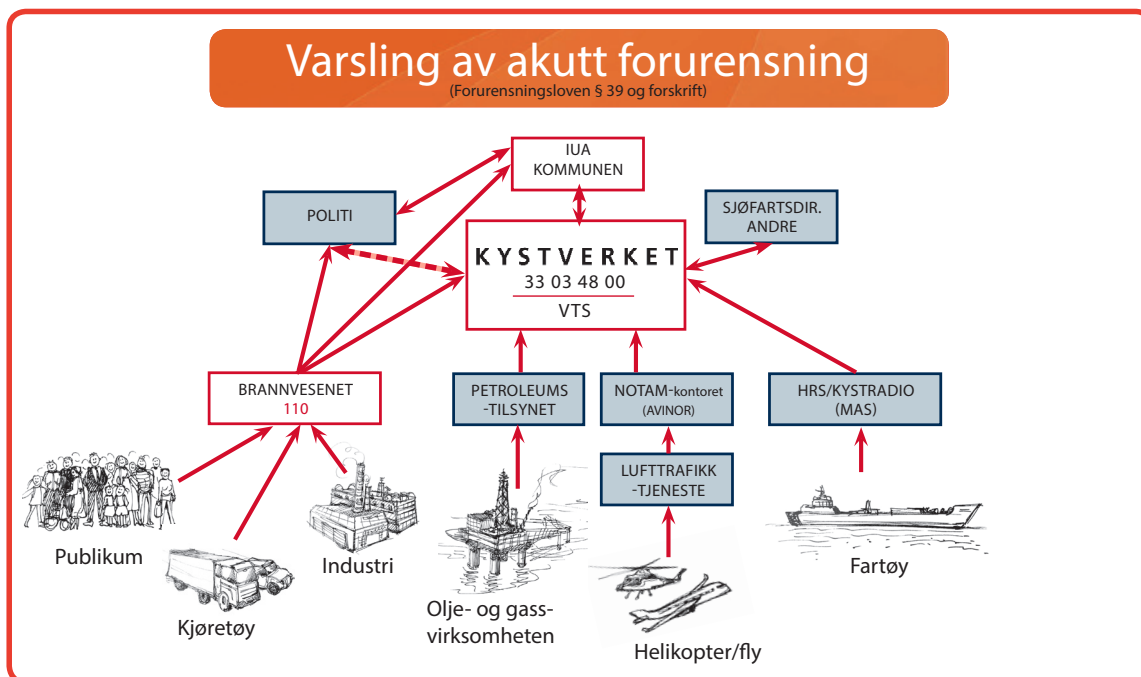 Varsling av akutt forurensning
(Forurensningsloven § 39 og forskrift)
IUA
KOMMUNEN
POLITI
SJØFARTSDIR.
ANDRE
KYSTVERKET
33 03 48 00
VTS
BRANNVESENET
110
PETROLEUMS
-TILSYNET
NOTAM-kontoret
(AVINOR)
HRS/KYSTRADIO
(MAS)
LUFTTRAFIKK
-TJENESTE
Publikum
Kjøretøy
Industri
Olje- og gass-
virksomheten
Helikopter/fly
Fartøy